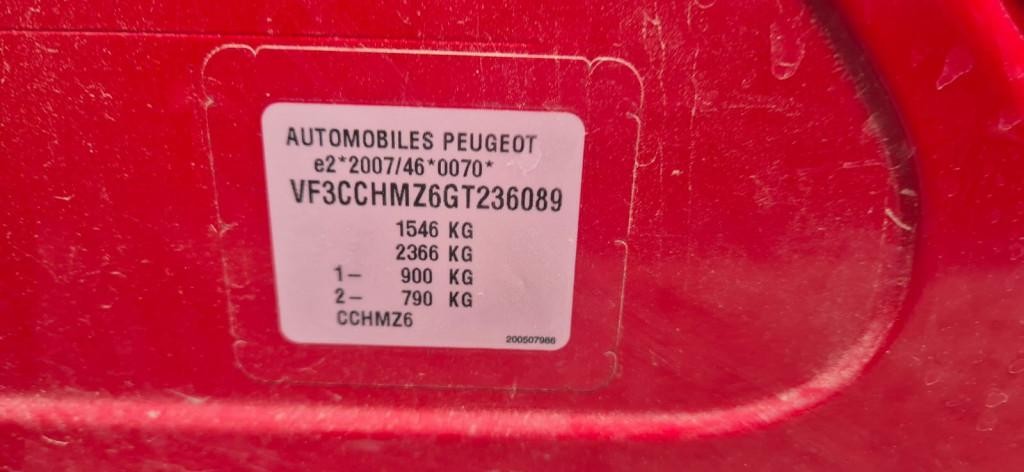 AUTOMOBILES PEUGEOT
e2*2007/46*0070*
VF3CCHMZ6GT236089
1546 KG
2366 KG
1– 900 KG
2– 790 KG
CCHMZ6
200507986